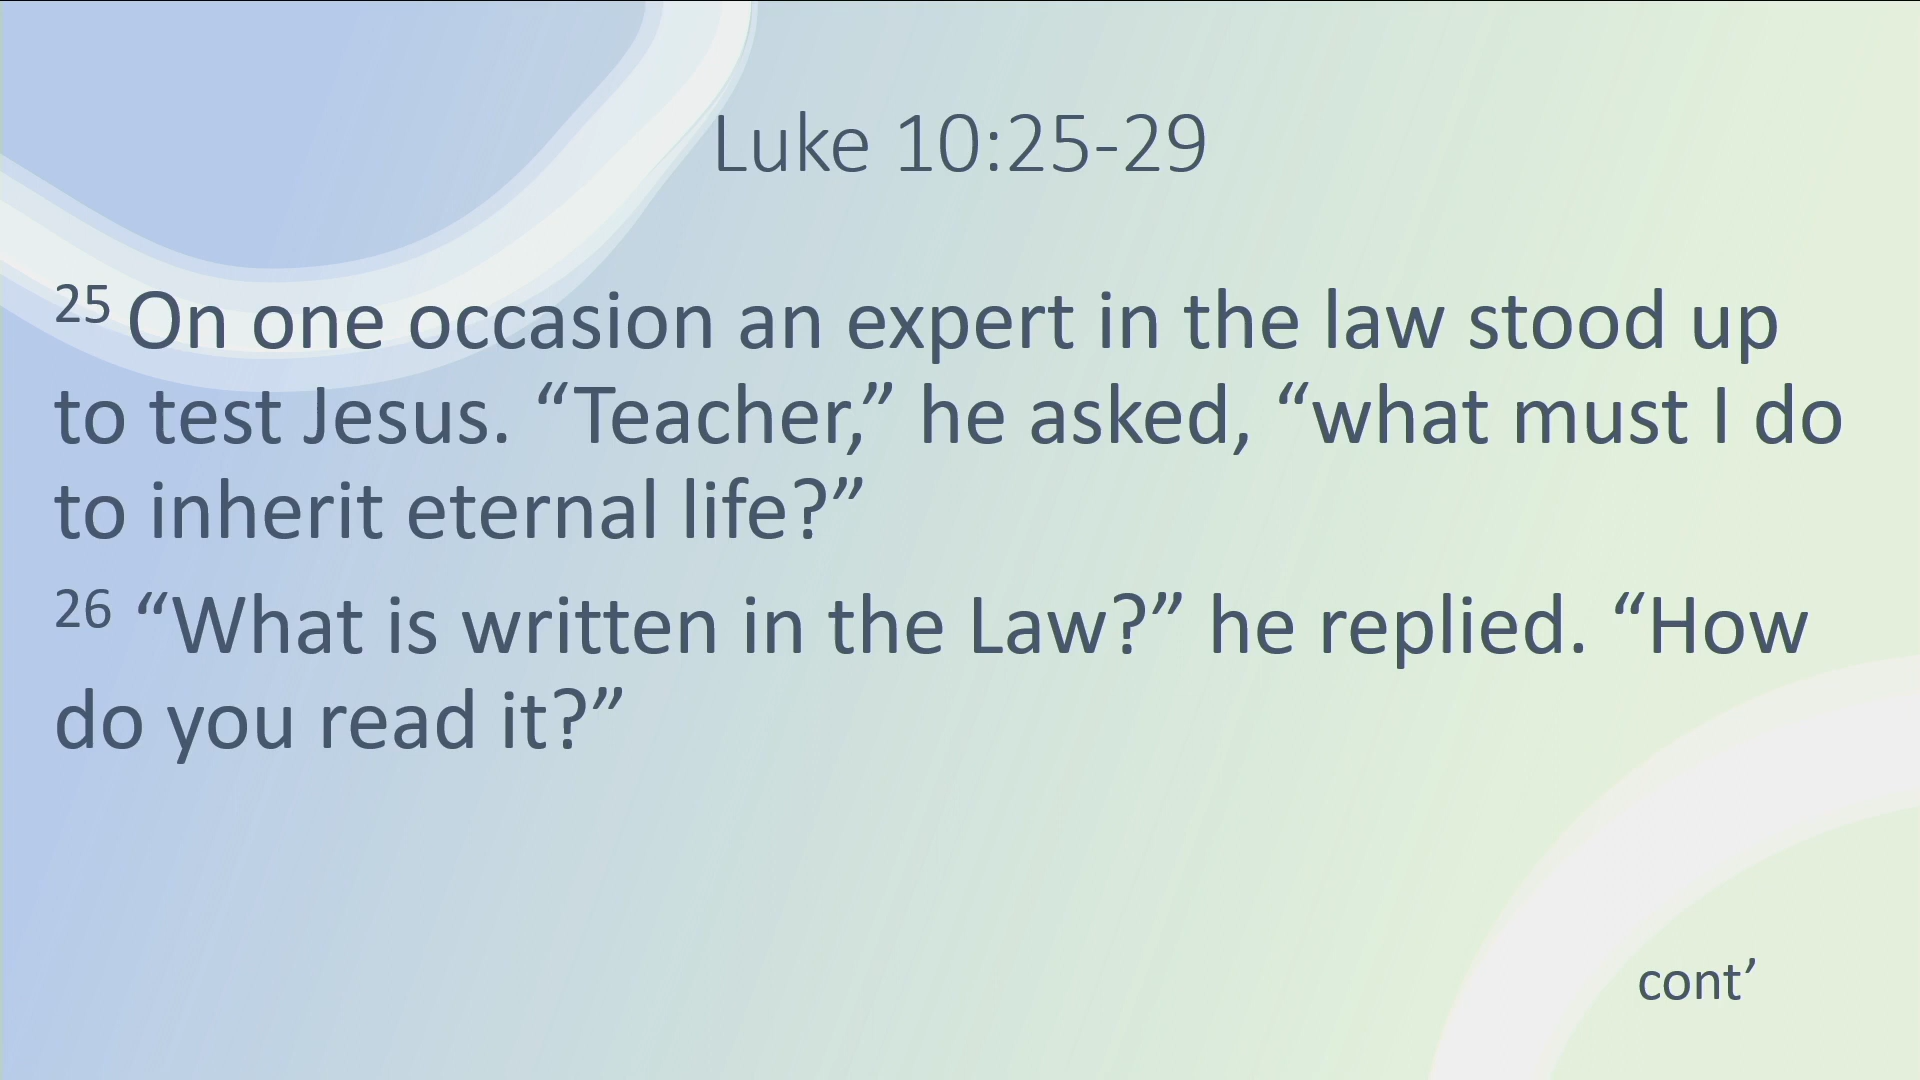 Luke 10:25-29
25 On one occasion an expert in the law stood up
to test Jesus. “Teacher,” he asked, “what must I do
to inherit eternal life?”
26 “What is written in the Law?” he replied. “How
do you read it?”
cont’